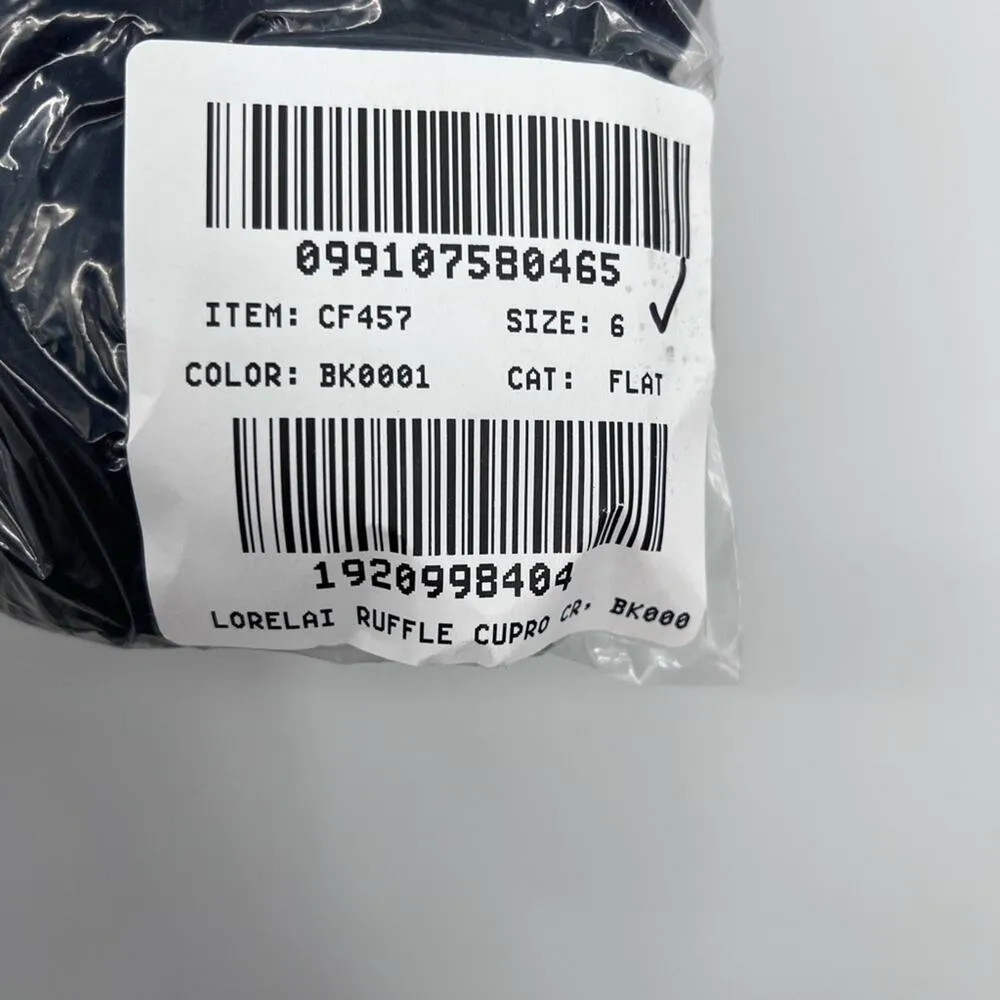 099107580465
ITEM: CF457 SIZE: 6
COLOR: BK0001 CAT: FLAT
1920998404
LORELAI RUFFLE CUPRO CR. BK000